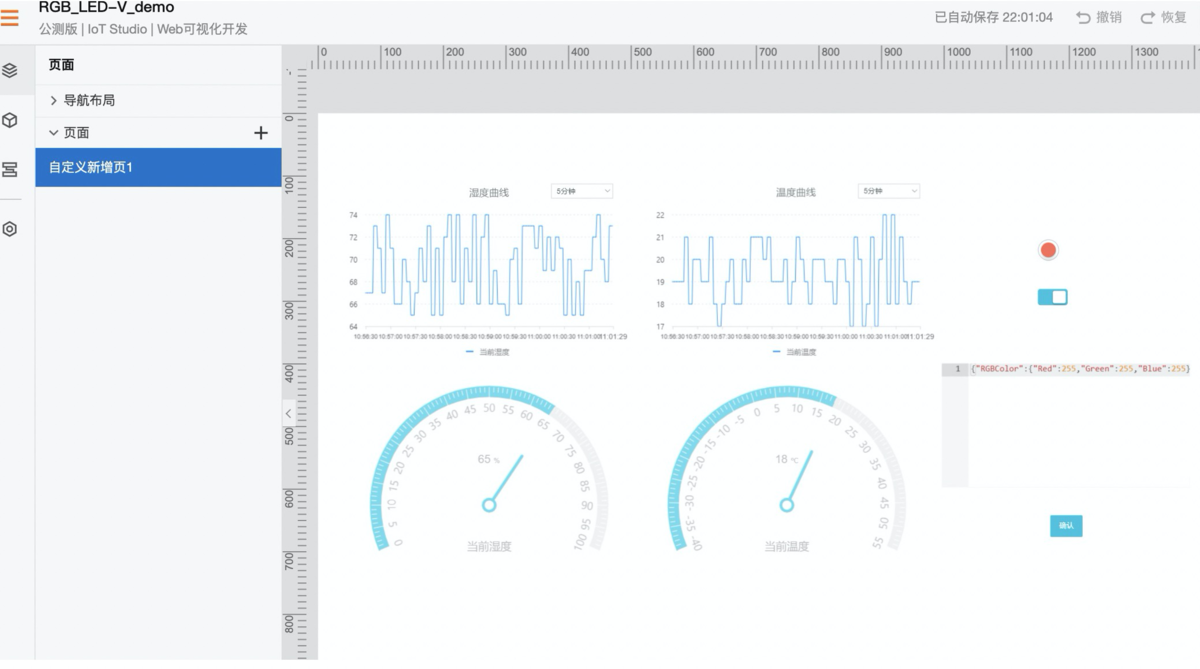 RGB_LED-V_demo
公测版 | IoT Studio | Web可视化开发
已自动保存 22:01:04
撤销
恢复
页面
导航布局
页面
自定义新增页1
0 100 200 300 400 500 600 700 800 900 1000 1100 1200 1300
0
100
200
300
400
500
600
700
800
湿度曲线
5分钟
74
72
70
68
66
64
10:56:30 10:57:00 10:57:30 10:58:00 10:58:30 10:59:00 10:59:30 11:00:00 11:00:30 11:01:00 11:01:29
当前湿度
温度曲线
5分钟
22
21
20
19
18
17
10:56:30 10:57:00 10:57:30 10:58:00 10:58:30 10:59:00 10:59:30 11:00:00 11:00:30 11:01:00 11:01:29
当前温度
1 {"RGBColor":{"Red":255,"Green":255,"Blue":255}
0 5 10 15 20 25 30 35 40 45 50 55 60 65 70 75 80 85 90 95 100
65 %
当前湿度
-40 -35 -30 -25 -20 -15 -10 -5 0 5 10 15 20 25 30 35 40 45 50 55
18 ℃
当前温度
确认